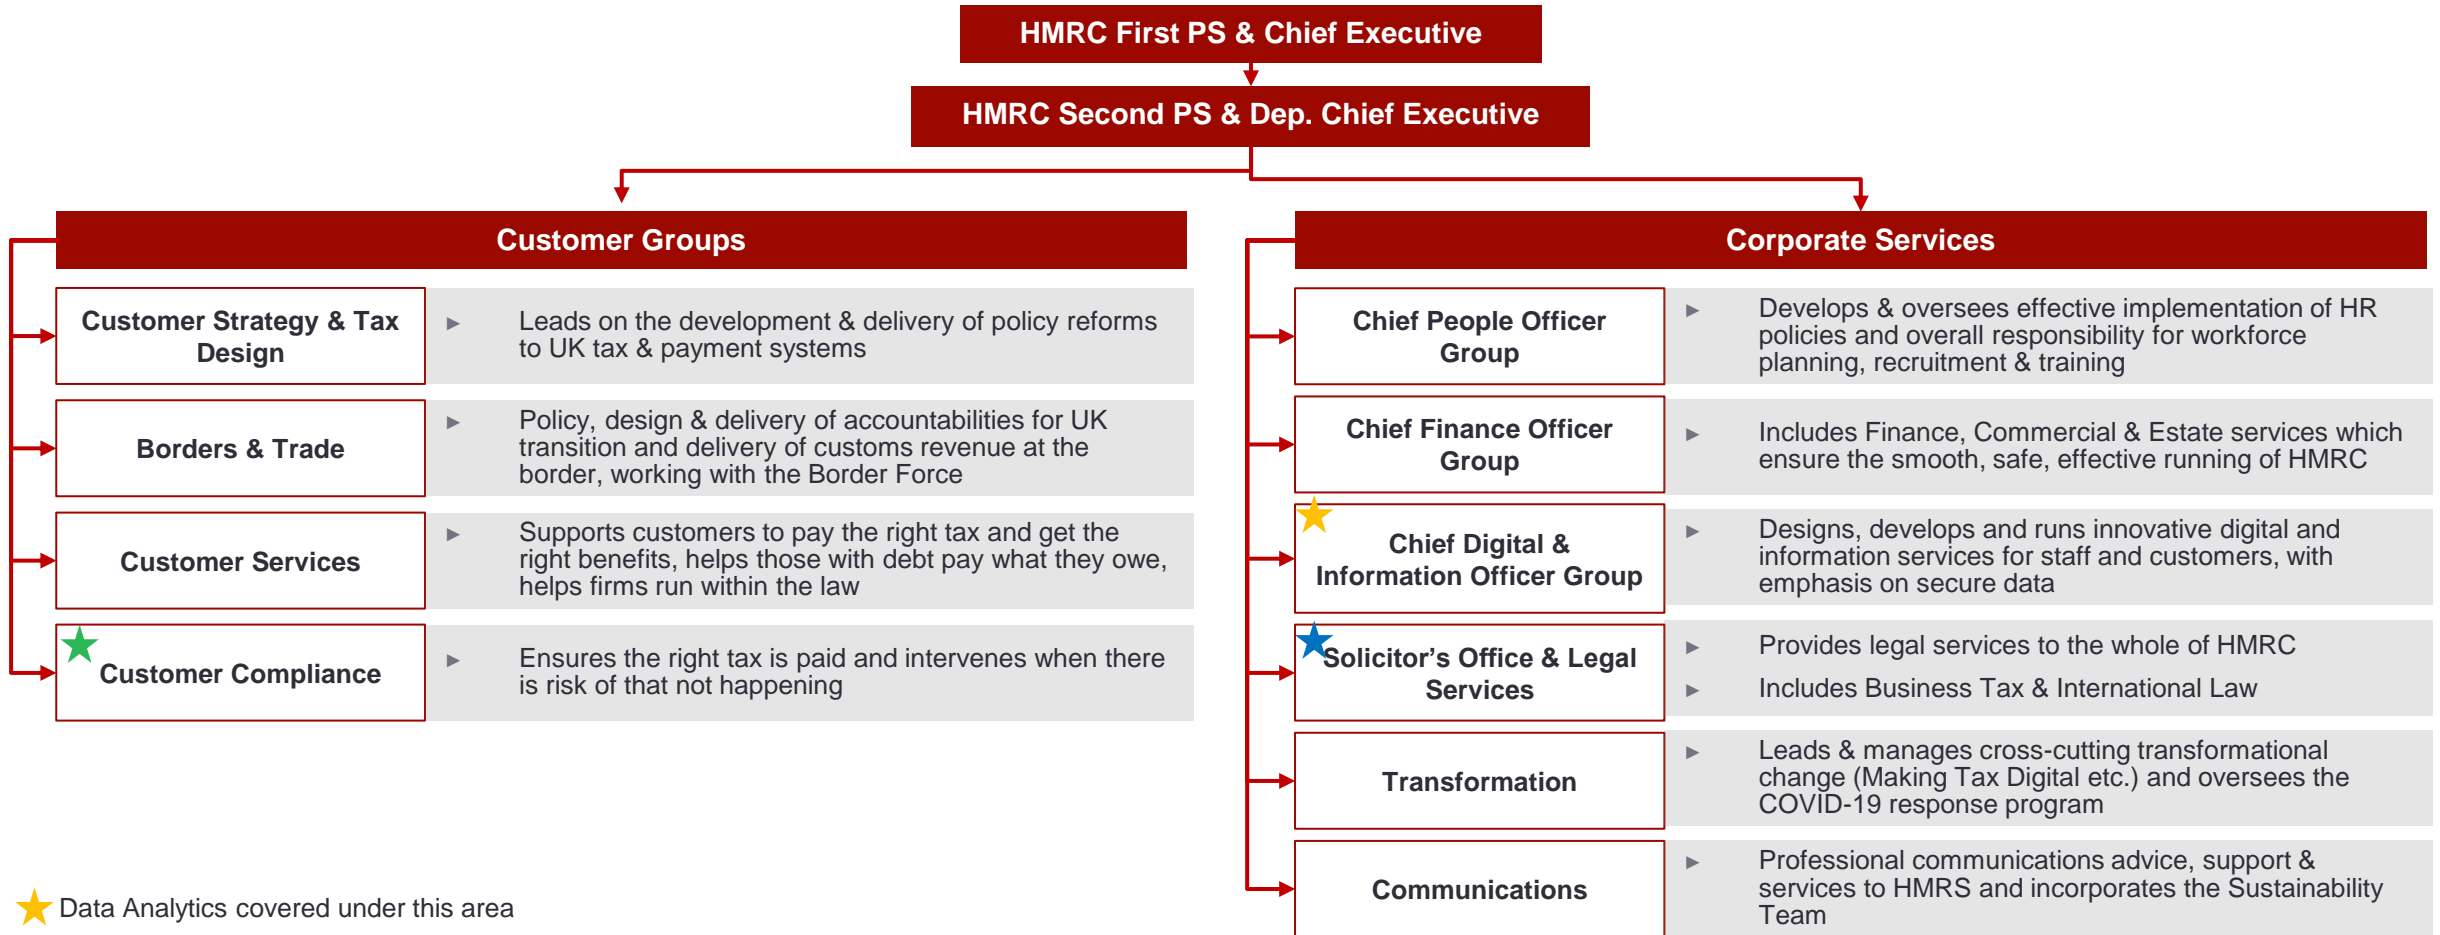 HMRC First PS & Chief Executive
HMRC Second PS & Dep. Chief Executive
Customer Groups
Customer Strategy & Tax
Design
► Leads on the development & delivery of policy reforms
to UK tax & payment systems
Borders & Trade
► Policy, design & delivery of accountabilities for UK
transition and delivery of customs revenue at the
border, working with the Border Force
Customer Services
► Supports customers to pay the right tax and get the
right benefits, helps those with debt pay what they owe,
helps firms run within the law
Customer Compliance
► Ensures the right tax is paid and intervenes when there
is risk of that not happening
Corporate Services
Chief People Officer
Group
► Develops & oversees effective implementation of HR
policies and overall responsibility for workforce
planning, recruitment & training
Chief Finance Officer
Group
► Includes Finance, Commercial & Estate services which
ensure the smooth, safe, effective running of HMRC
Chief Digital &
Information Officer Group
► Designs, develops and runs innovative digital and
information services for staff and customers, with
emphasis on secure data
Solicitor’s Office & Legal
Services
► Provides legal services to the whole of HMRC
► Includes Business Tax & International Law
Transformation
► Leads & manages cross-cutting transformational
change (Making Tax Digital etc.) and oversees the
COVID-19 response program
Communications
► Professional communications advice, support &
services to HMRS and incorporates the Sustainability
Team
Data Analytics covered under this area